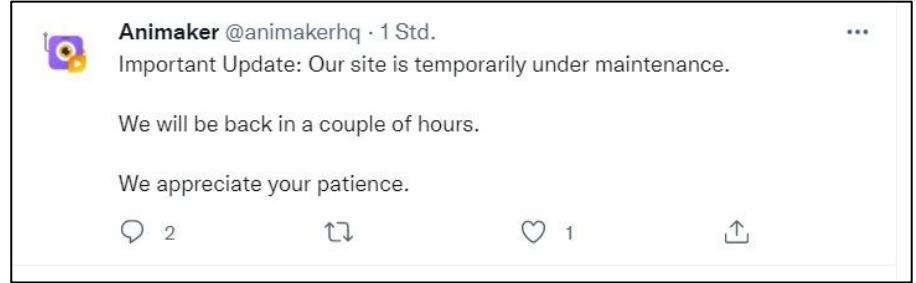 Animaker @animakerhq · 1 Std.
Important Update: Our site is temporarily under maintenance.
We will be back in a couple of hours.
We appreciate your patience.
2 1